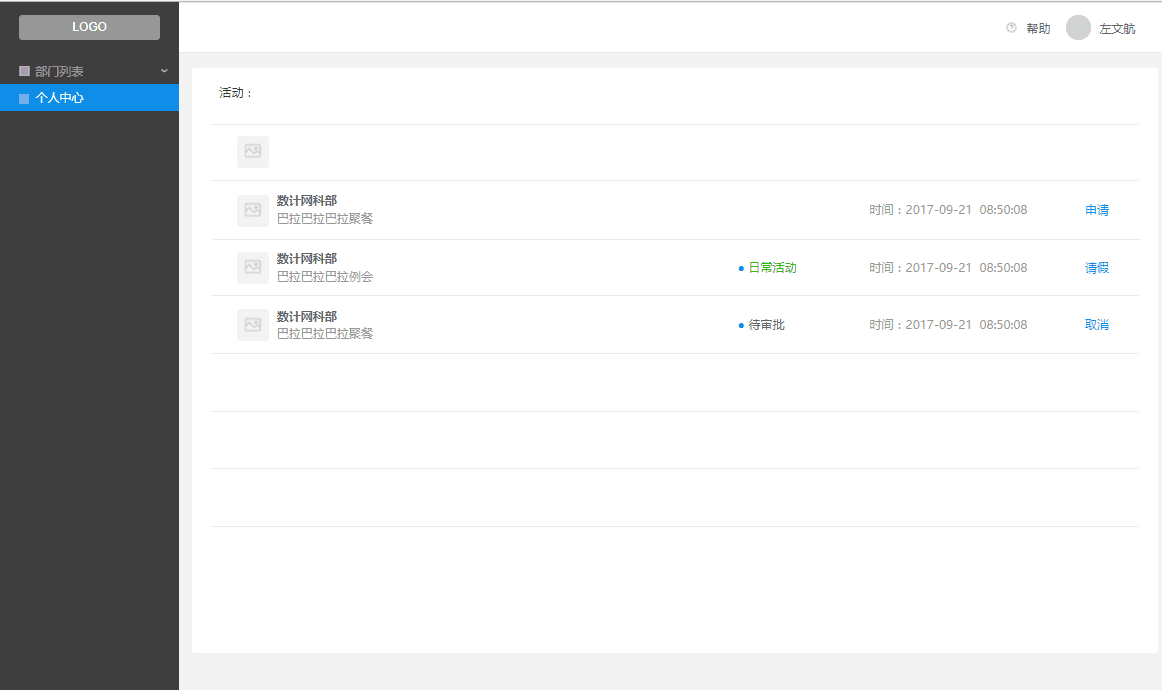 LOGO
帮助
左文航
部门列表
个人中心
活动：
数计网科部
巴拉巴拉巴拉聚餐
时间：2017-09-21 08:50:08
申请
数计网科部
巴拉巴拉巴拉例会
日常活动
时间：2017-09-21 08:50:08
请假
数计网科部
巴拉巴拉巴拉聚餐
待审批
时间：2017-09-21 08:50:08
取消